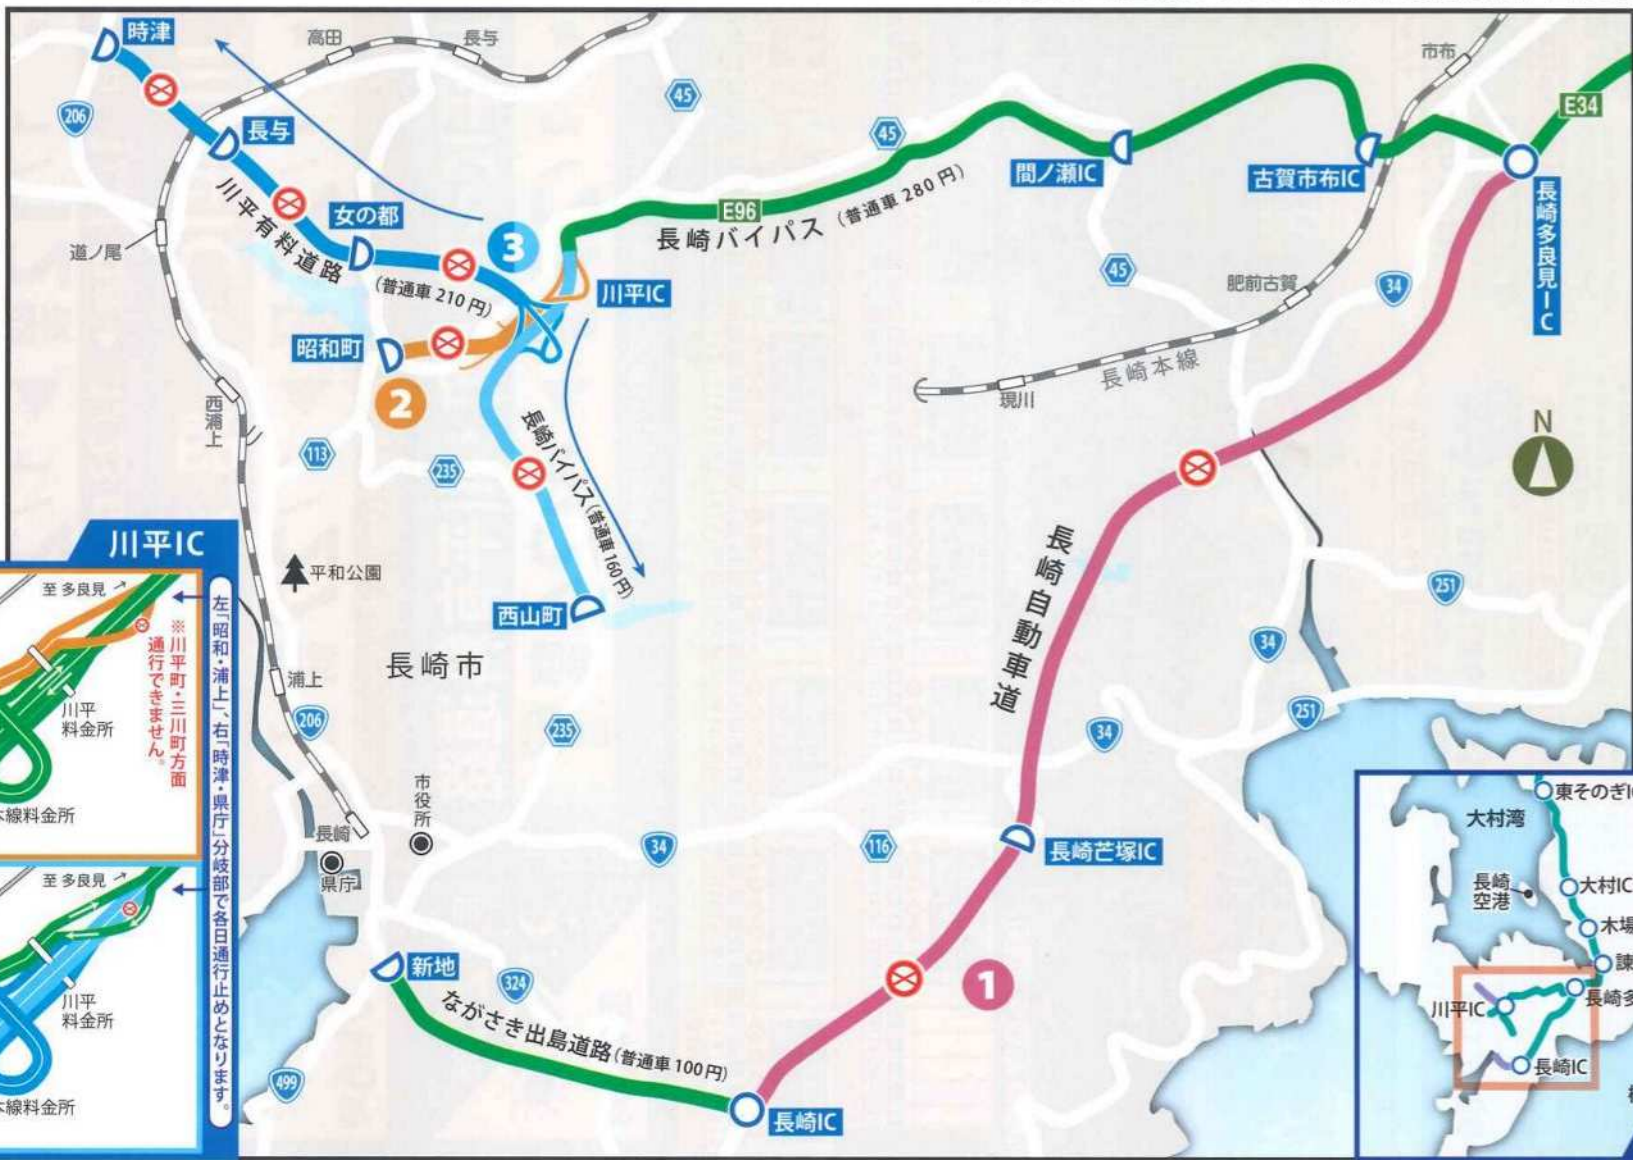 時津
高田
長与
市布
206
45
E34
長与
45
間ノ瀬IC
古賀市布IC
長崎多良見IC
川平有料道路
(普通車 210 円)
女の都
3
E96
長崎バイパス (普通車 280 円)
道ノ尾
川平IC
45
肥前古賀
34
昭和町
2
長崎本線
現川
西浦上
113
235
長崎バイパス(普通車 160 円)
N
川平IC
平和公園
西山町
長崎自動車道
251
34
長崎市
浦上
206
235
34
251
至 多良見
※川平町・三川町方面
通行できません。
川平
料金所
本線料金所
左「昭和・浦上」、右「時津・県庁」分岐部で各日通行止めとなります。
至 多良見
川平
料金所
本線料金所
市役所
長崎
県庁
34
116
長崎芒塚IC
新地
324
ながさき出島道路(普通車 100 円)
1
499
長崎IC
東そのぎI
大村湾
長崎
空港
大村IC
木場
諫
長崎多
川平IC
長崎IC